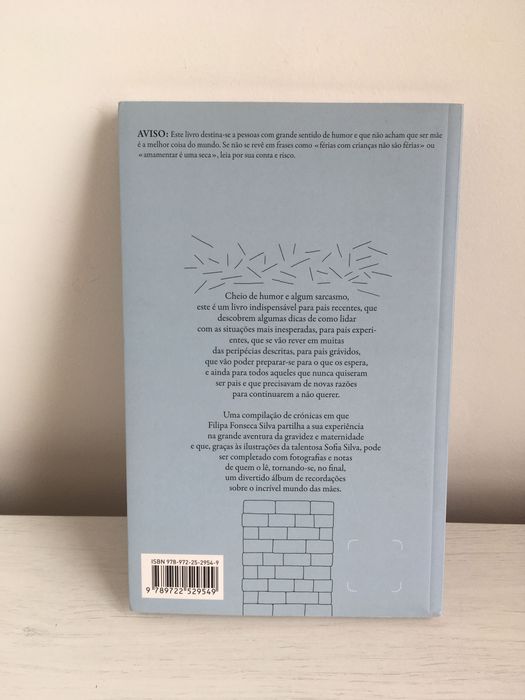 AVISO: Este livro destina-se a pessoas com grande sentido de humor e que não acham que ser mãe
é a melhor coisa do mundo. Se não se revê em frases como «férias com crianças não são férias» ou
«amamentar é uma seca», leia por sua conta e risco.
Cheio de humor e algum sarcasmo,
este é um livro indispensável para pais recentes, que
descobrem algumas dicas de como lidar
com as situações mais inesperadas, para pais experi-
entes, que se vão rever em muitas
das peripécias descritas, para pais grávidos,
que vão poder preparar-se para o que os espera,
e ainda para todos aqueles que nunca quiseram
ser pais e que precisavam de novas razões
para continuarem a não querer.
Uma compilação de crónicas em que
Filipa Fonseca Silva partilha a sua experiência
na grande aventura da gravidez e maternidade
e que, graças às ilustrações da talentosa Sofia Silva, pode
ser completado com fotografias e notas
de quem o lê, tornando-se, no final,
um divertido álbum de recordações
sobre o incrível mundo das mães.
ISBN 978-972-25-2954-9
9 789722 529549